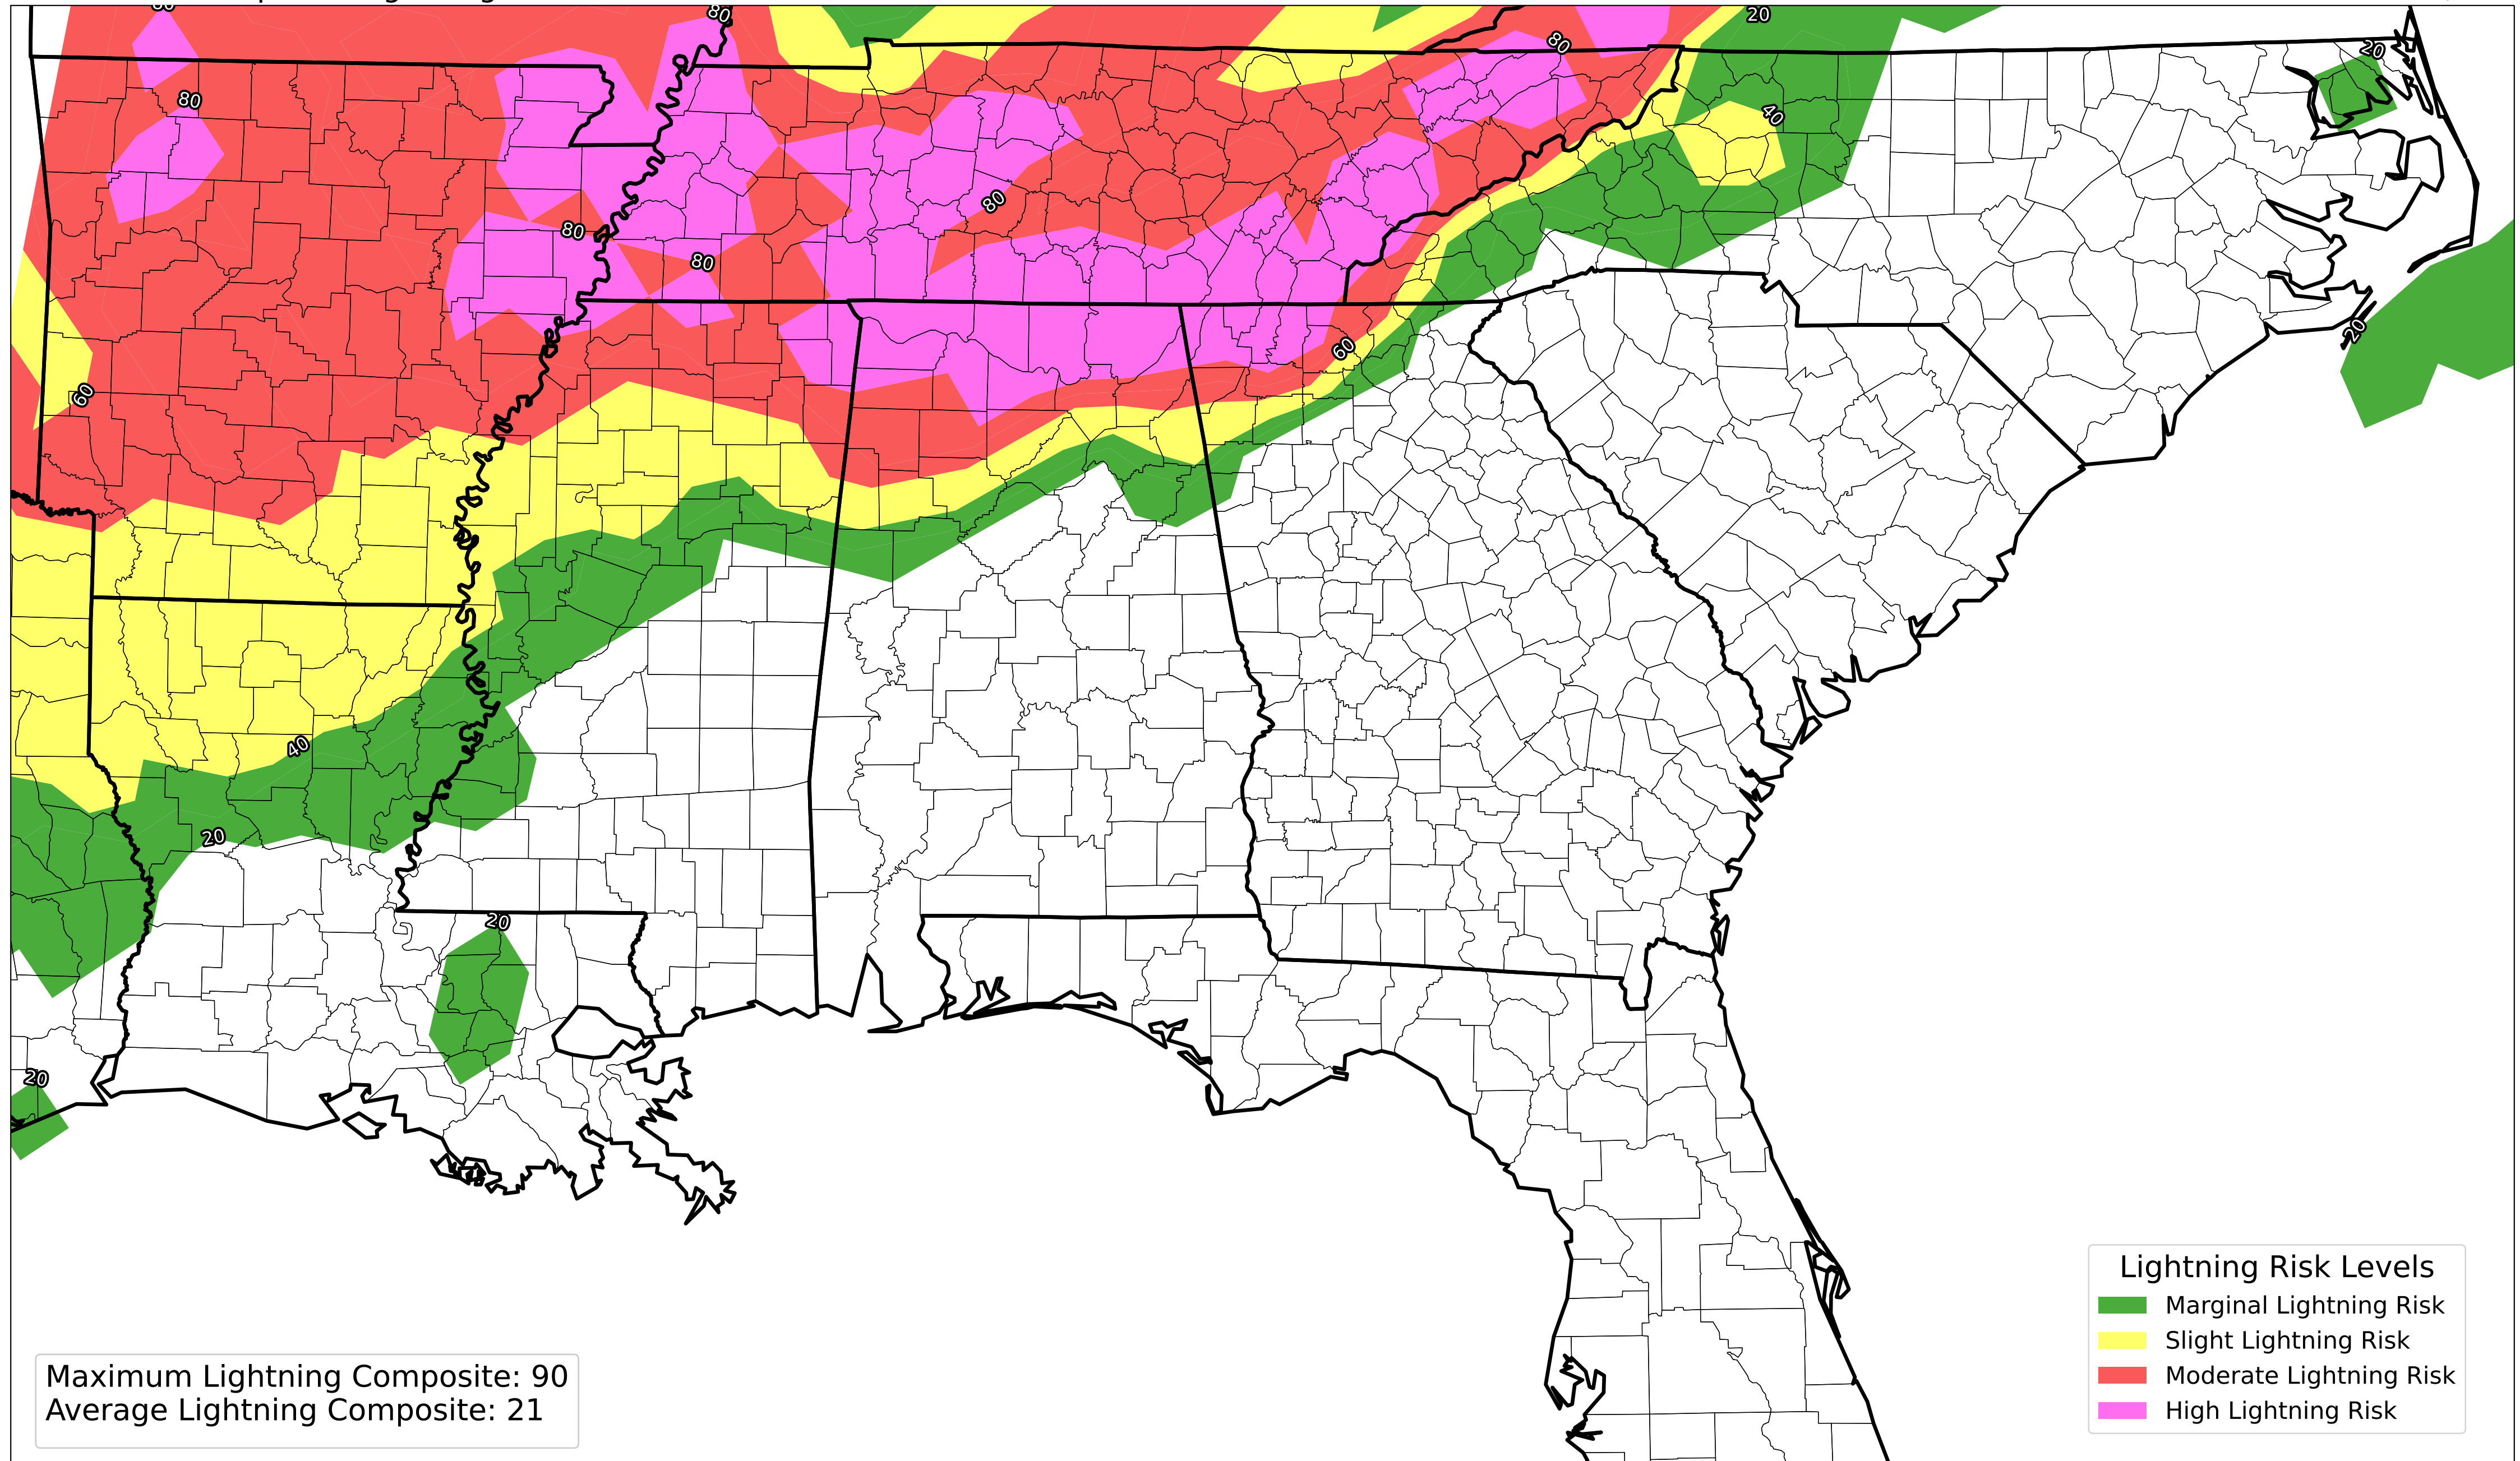 80
80
20
80
20
80
40
80
80
80
20
60
60
40
20
20
20
Lightning Risk Levels
Marginal Lightning Risk
Slight Lightning Risk
Moderate Lightning Risk
High Lightning Risk
Maximum Lightning Composite: 90
Average Lightning Composite: 21